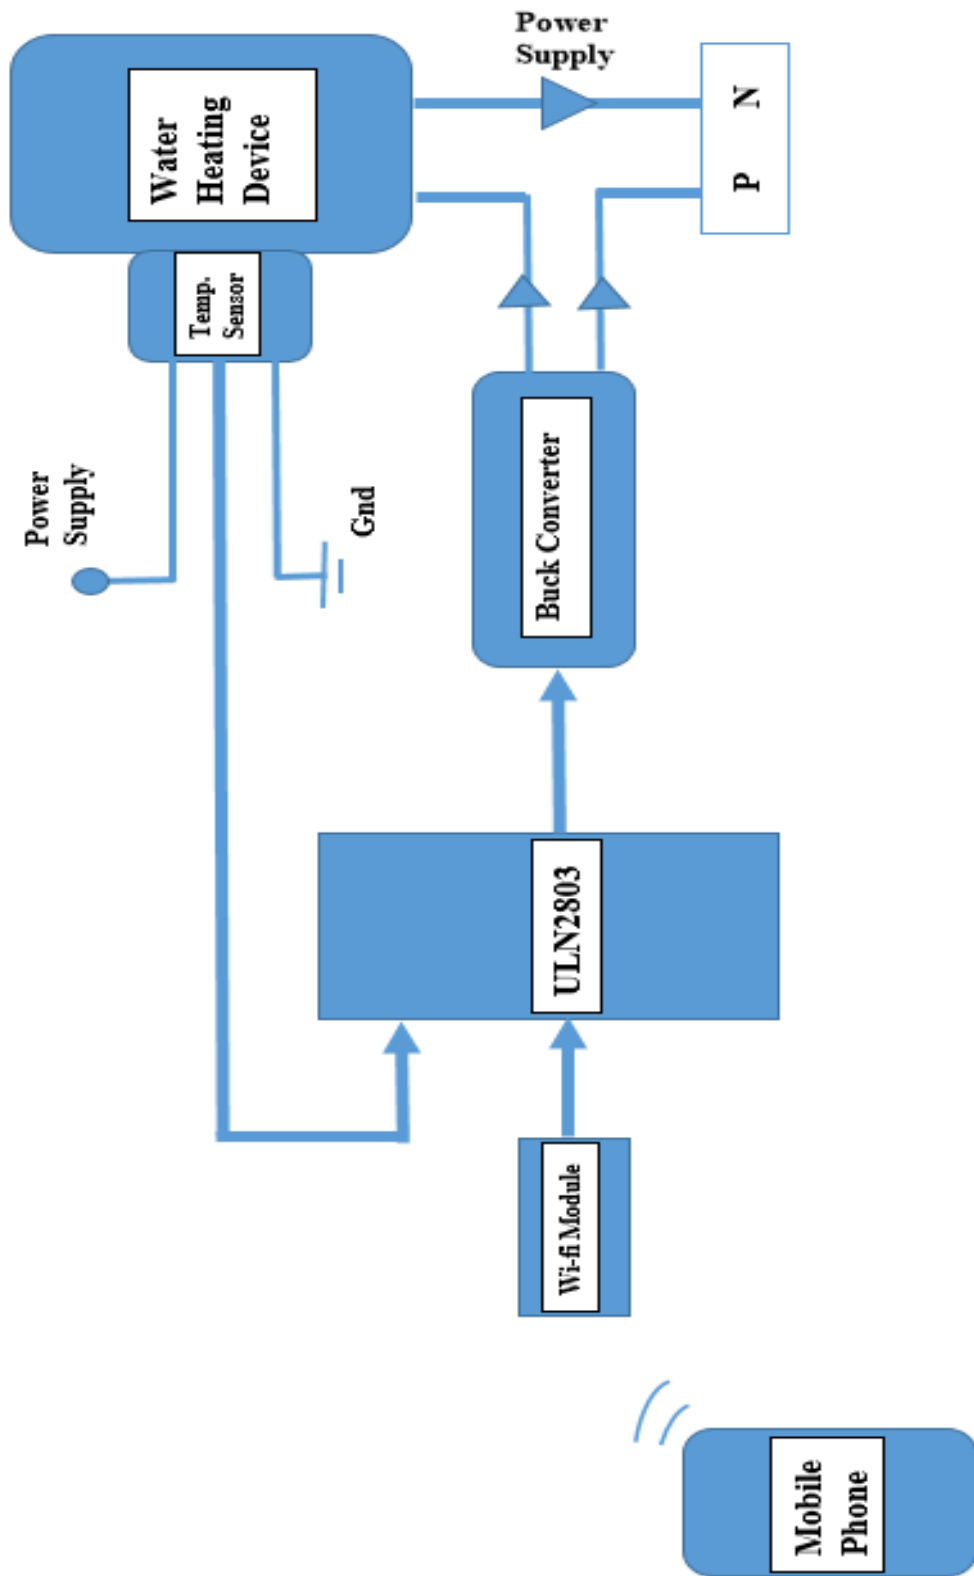 Power
Supply
Water
Heating
Device
P N
Temp.
Sensor
Power
Supply
Gnd
Buck Converter
ULN2803
Wi-fi Module
Mobile
Phone